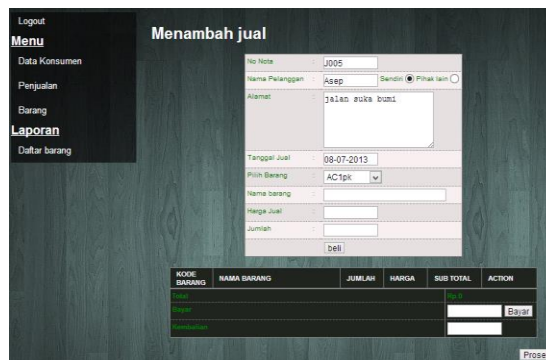 Logout
Menu
Data Konsumen
Penjualan
Barang
Laporan
Daftar barang
Menambah jual
No Nota : J005
Nama Pelanggan : Asep Sendiri Pihak lain
Alamat : jalan suka bumi
Tanggal Jual : 08-07-2013
Pilih Barang : AC1pk
Nama barang :
Harga Jual :
Jumlah :
beli
KODE BARANG NAMA BARANG JUMLAH HARGA SUB TOTAL ACTION
Total Rp.0
Bayar Bayar
Kembalian
Prose